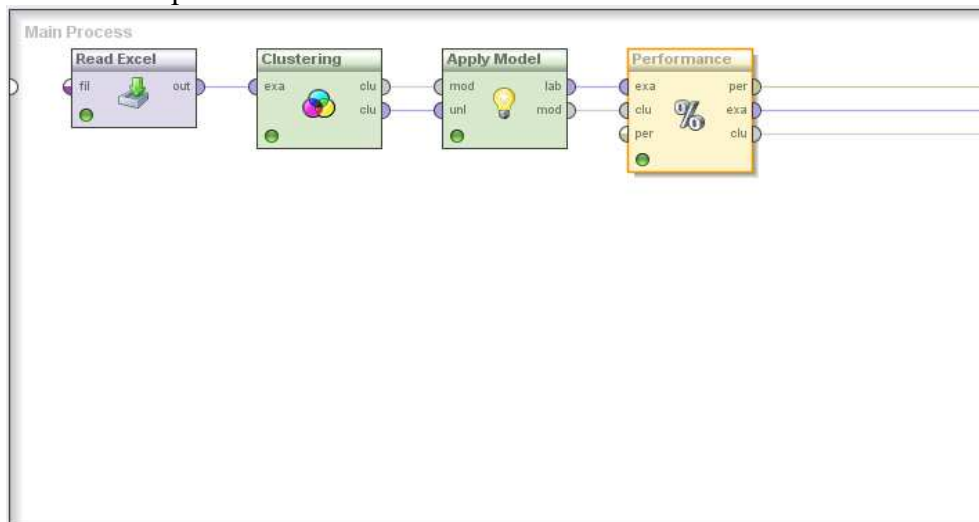 Main Process
Read Excel
fil out
Clustering
exa clu
clu
Apply Model
mod lab
unl mod
Performance
exa per
clu exa
per clu
%